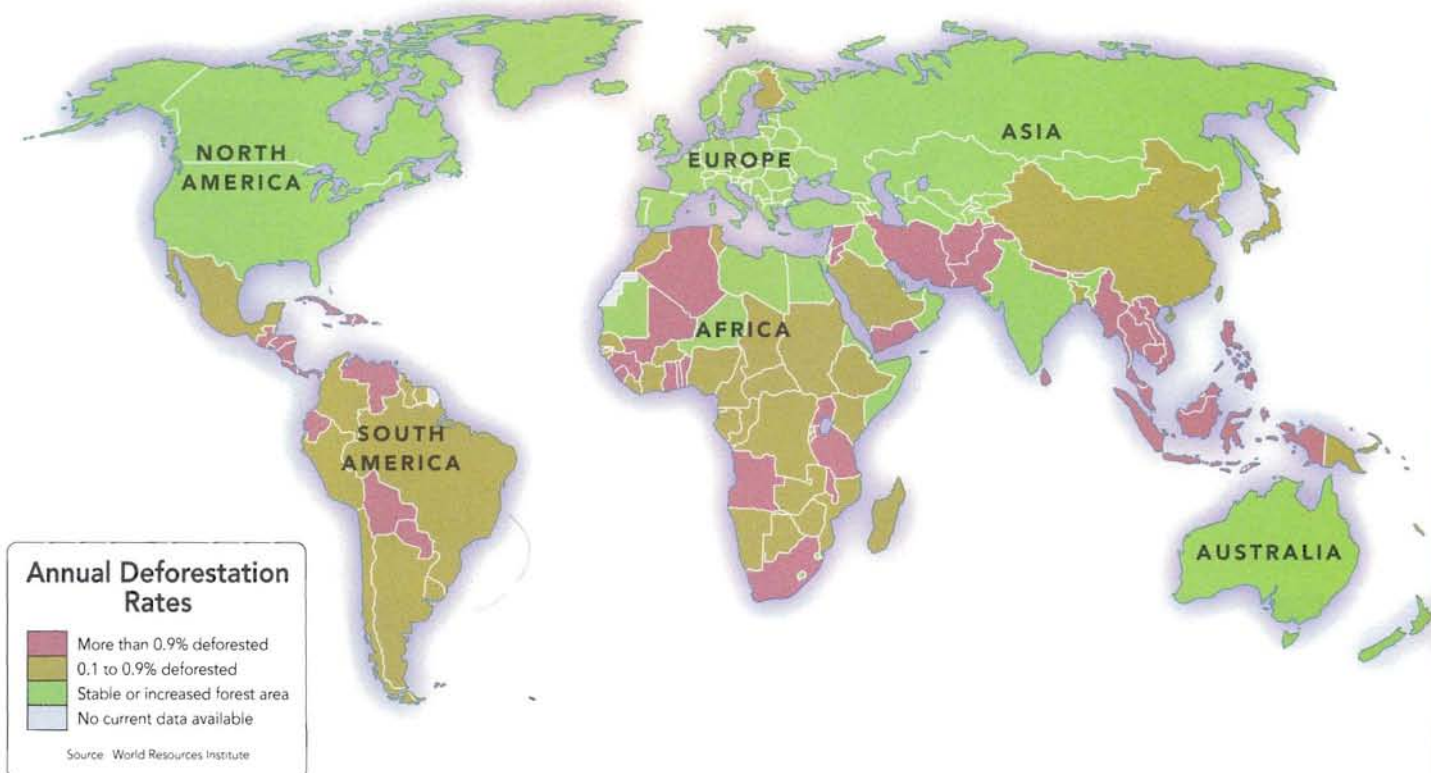 NORTH
AMERICA
EUROPE
ASIA
AFRICA
SOUTH
AMERICA
AUSTRALIA
Annual Deforestation
Rates
More than 0.9% deforested
0.1 to 0.9% deforested
Stable or increased forest area
No current data available
Source World Resources Institute